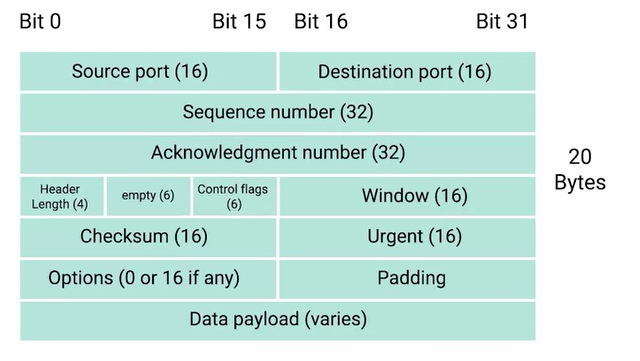 Bit 0 Bit 15 Bit 16 Bit 31
Source port (16) Destination port (16)
Sequence number (32)
Acknowledgment number (32)
20
Bytes
Header
Length (4)
empty (6)
Control flags
(6)
Window (16)
Checksum (16) Urgent (16)
Options (0 or 16 if any) Padding
Data payload (varies)